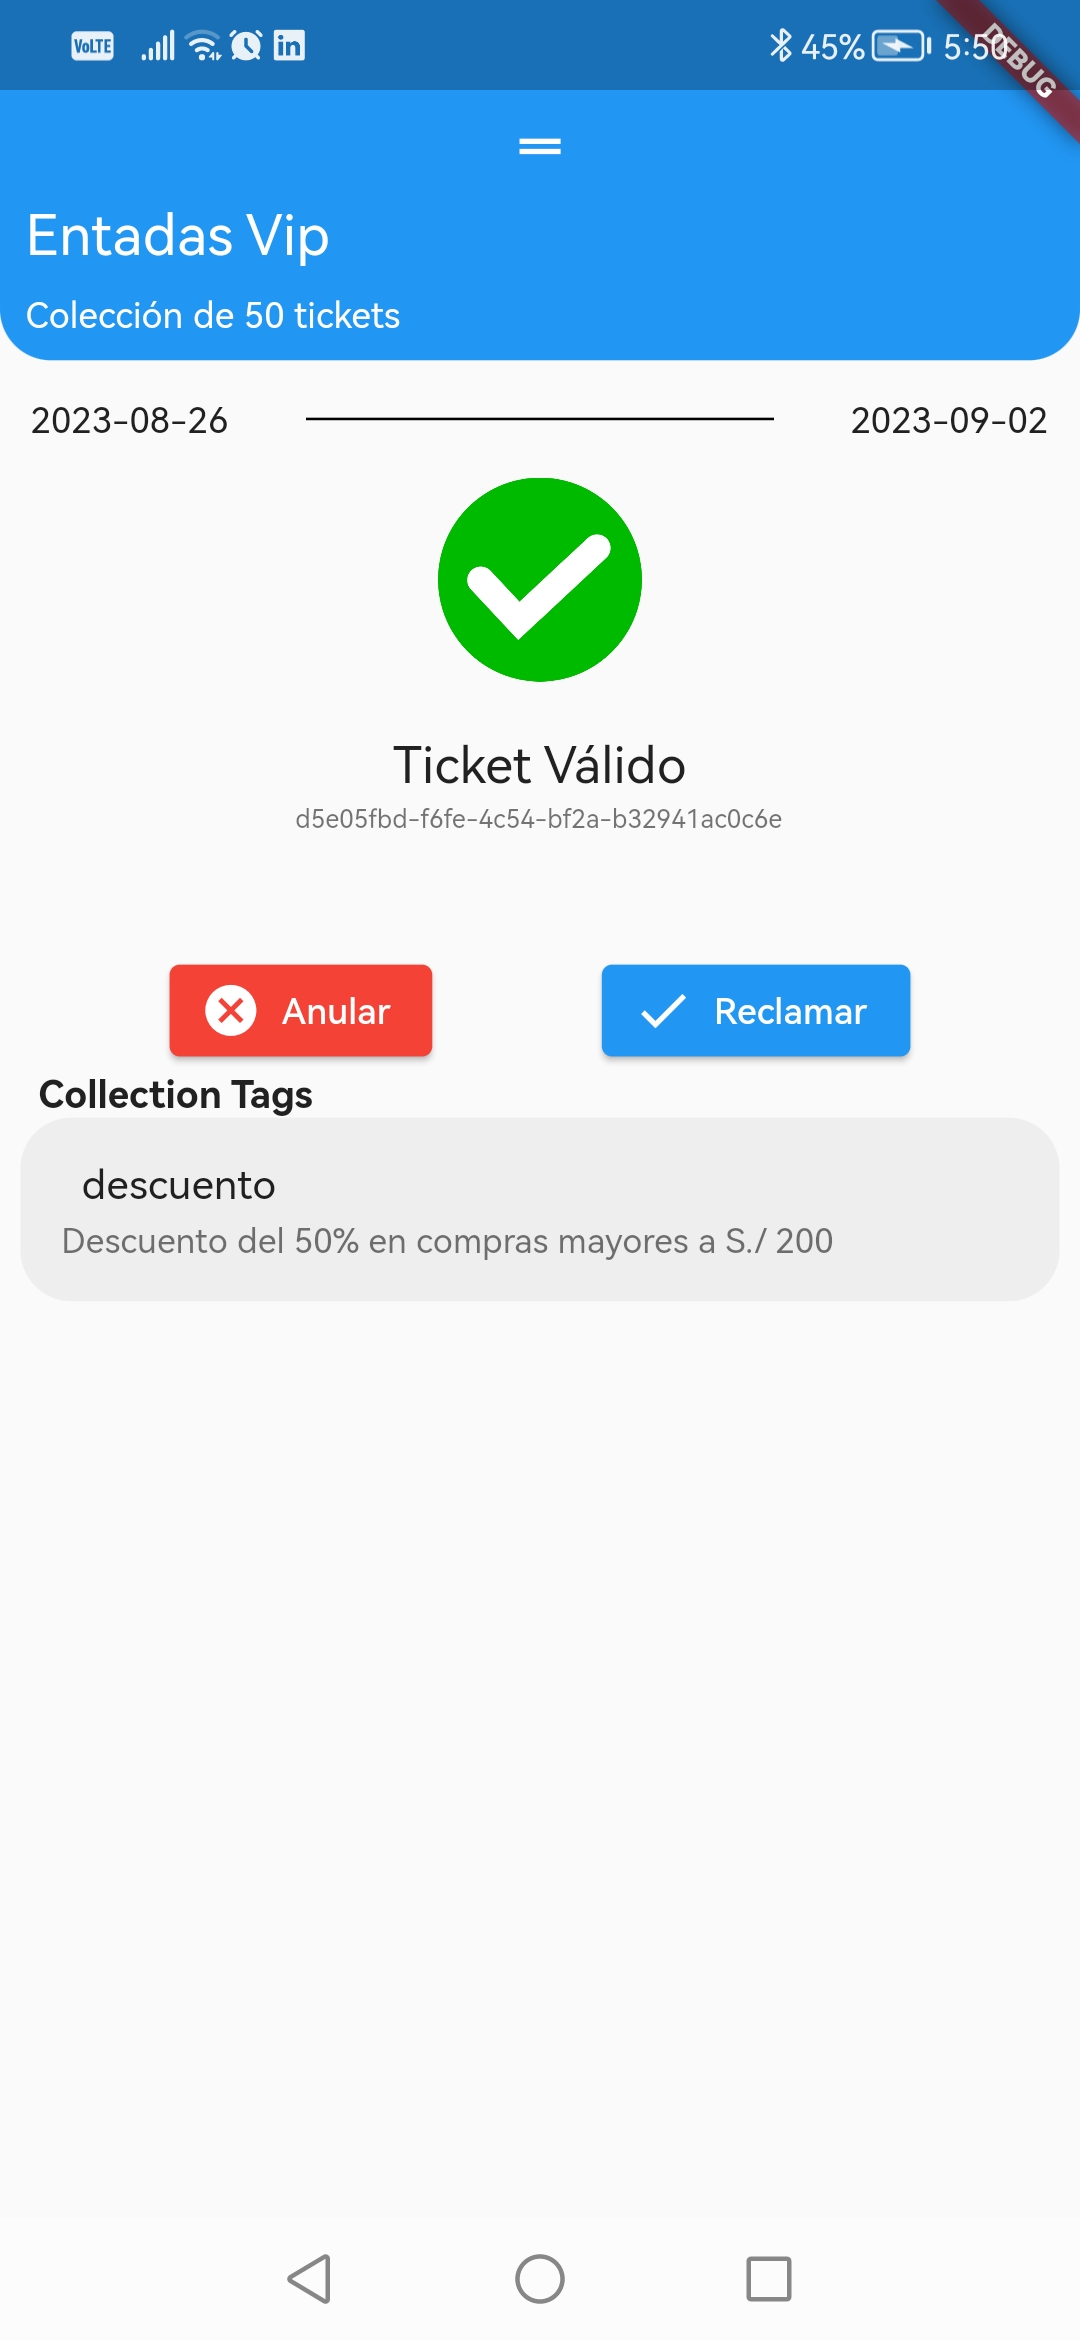 VoLTE
45% 5:50
DEBUG
Entadas Vip
Colección de 50 tickets
2023-08-26 2023-09-02
Ticket Válido
d5e05fbd-f6fe-4c54-bf2a-b32941ac0c6e
Anular Reclamar
Collection Tags
descuento
Descuento del 50% en compras mayores a S./ 200